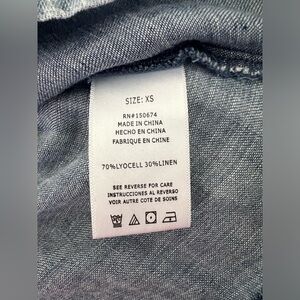 SIZE: XS
RN#150674
MADE IN CHINA
HECHO EN CHINA
FABRIQUE EN CHINE
70%LYOCELL 30%LINEN
SEE REVERSE FOR CARE
INSTRUCCIONES AL REVERSO
VOIR AUTRE COTE DE SOINS